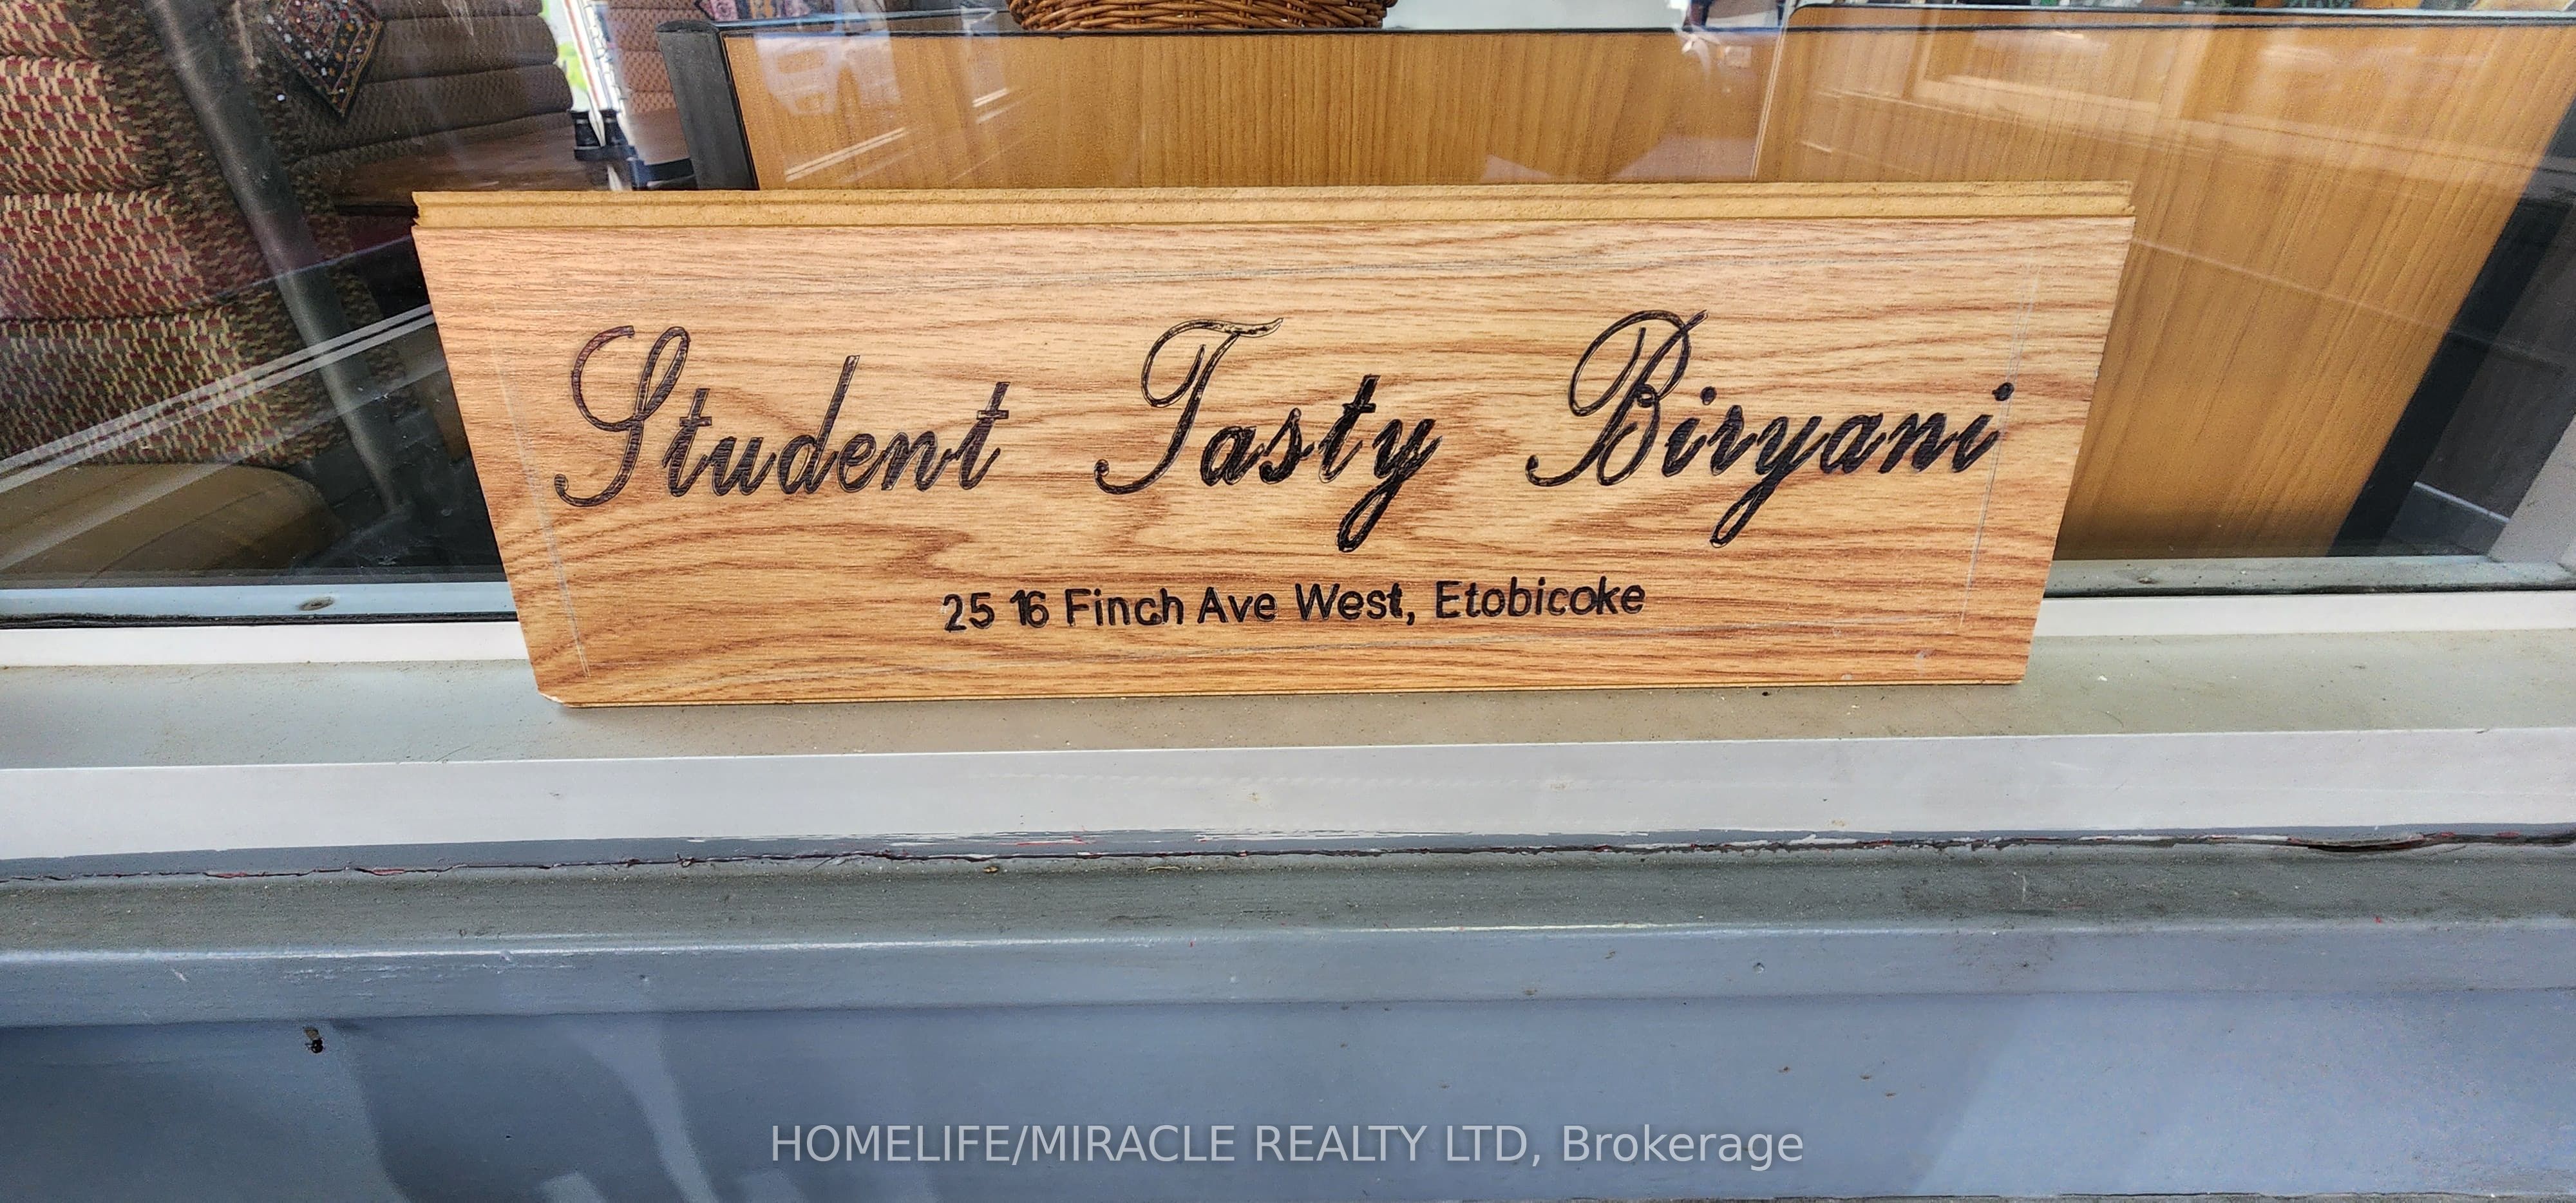 Student Tasty Biryani
25 16 Finch Ave West, Etobicoke
HOMELIFE/MIRACLE REALTY LTD, Brokerage